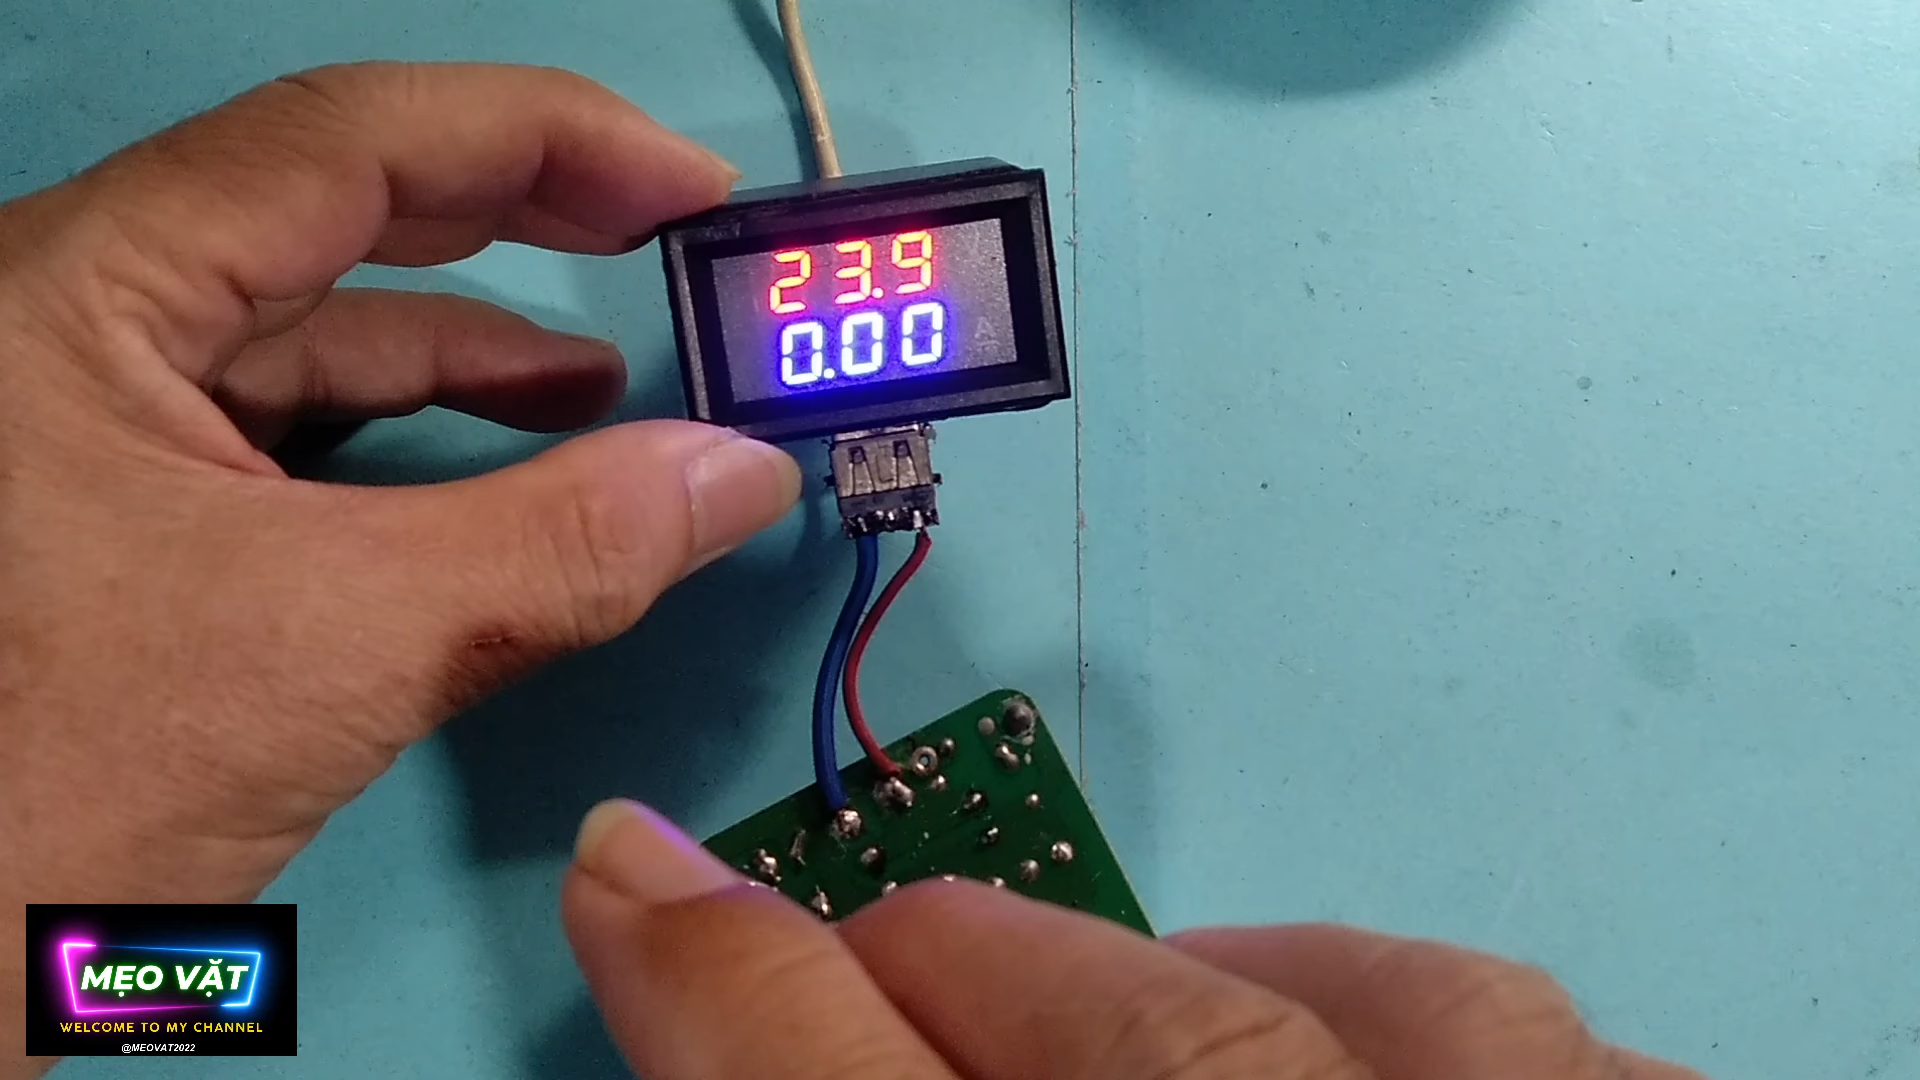 23.9
0.00
A
MẸO VẶT
WELCOME TO MY CHANNEL
@MEOVAT2022